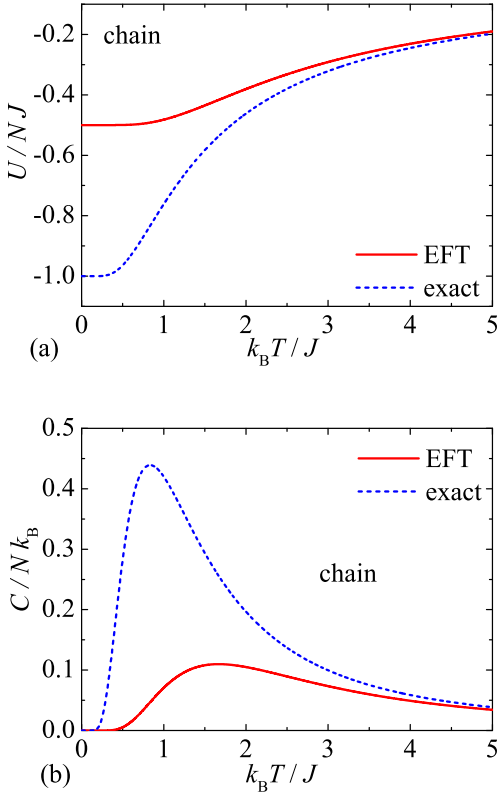 chain
-0.2
-0.4
-0.6
-0.8
-1.0
U / N J
EFT
exact
0 1 2 3 4 5
(a)
k_B T / J
0.5
0.4
0.3
0.2
0.1
0.0
C / N k_B
EFT
exact
chain
0 1 2 3 4 5
(b)
k_B T / J